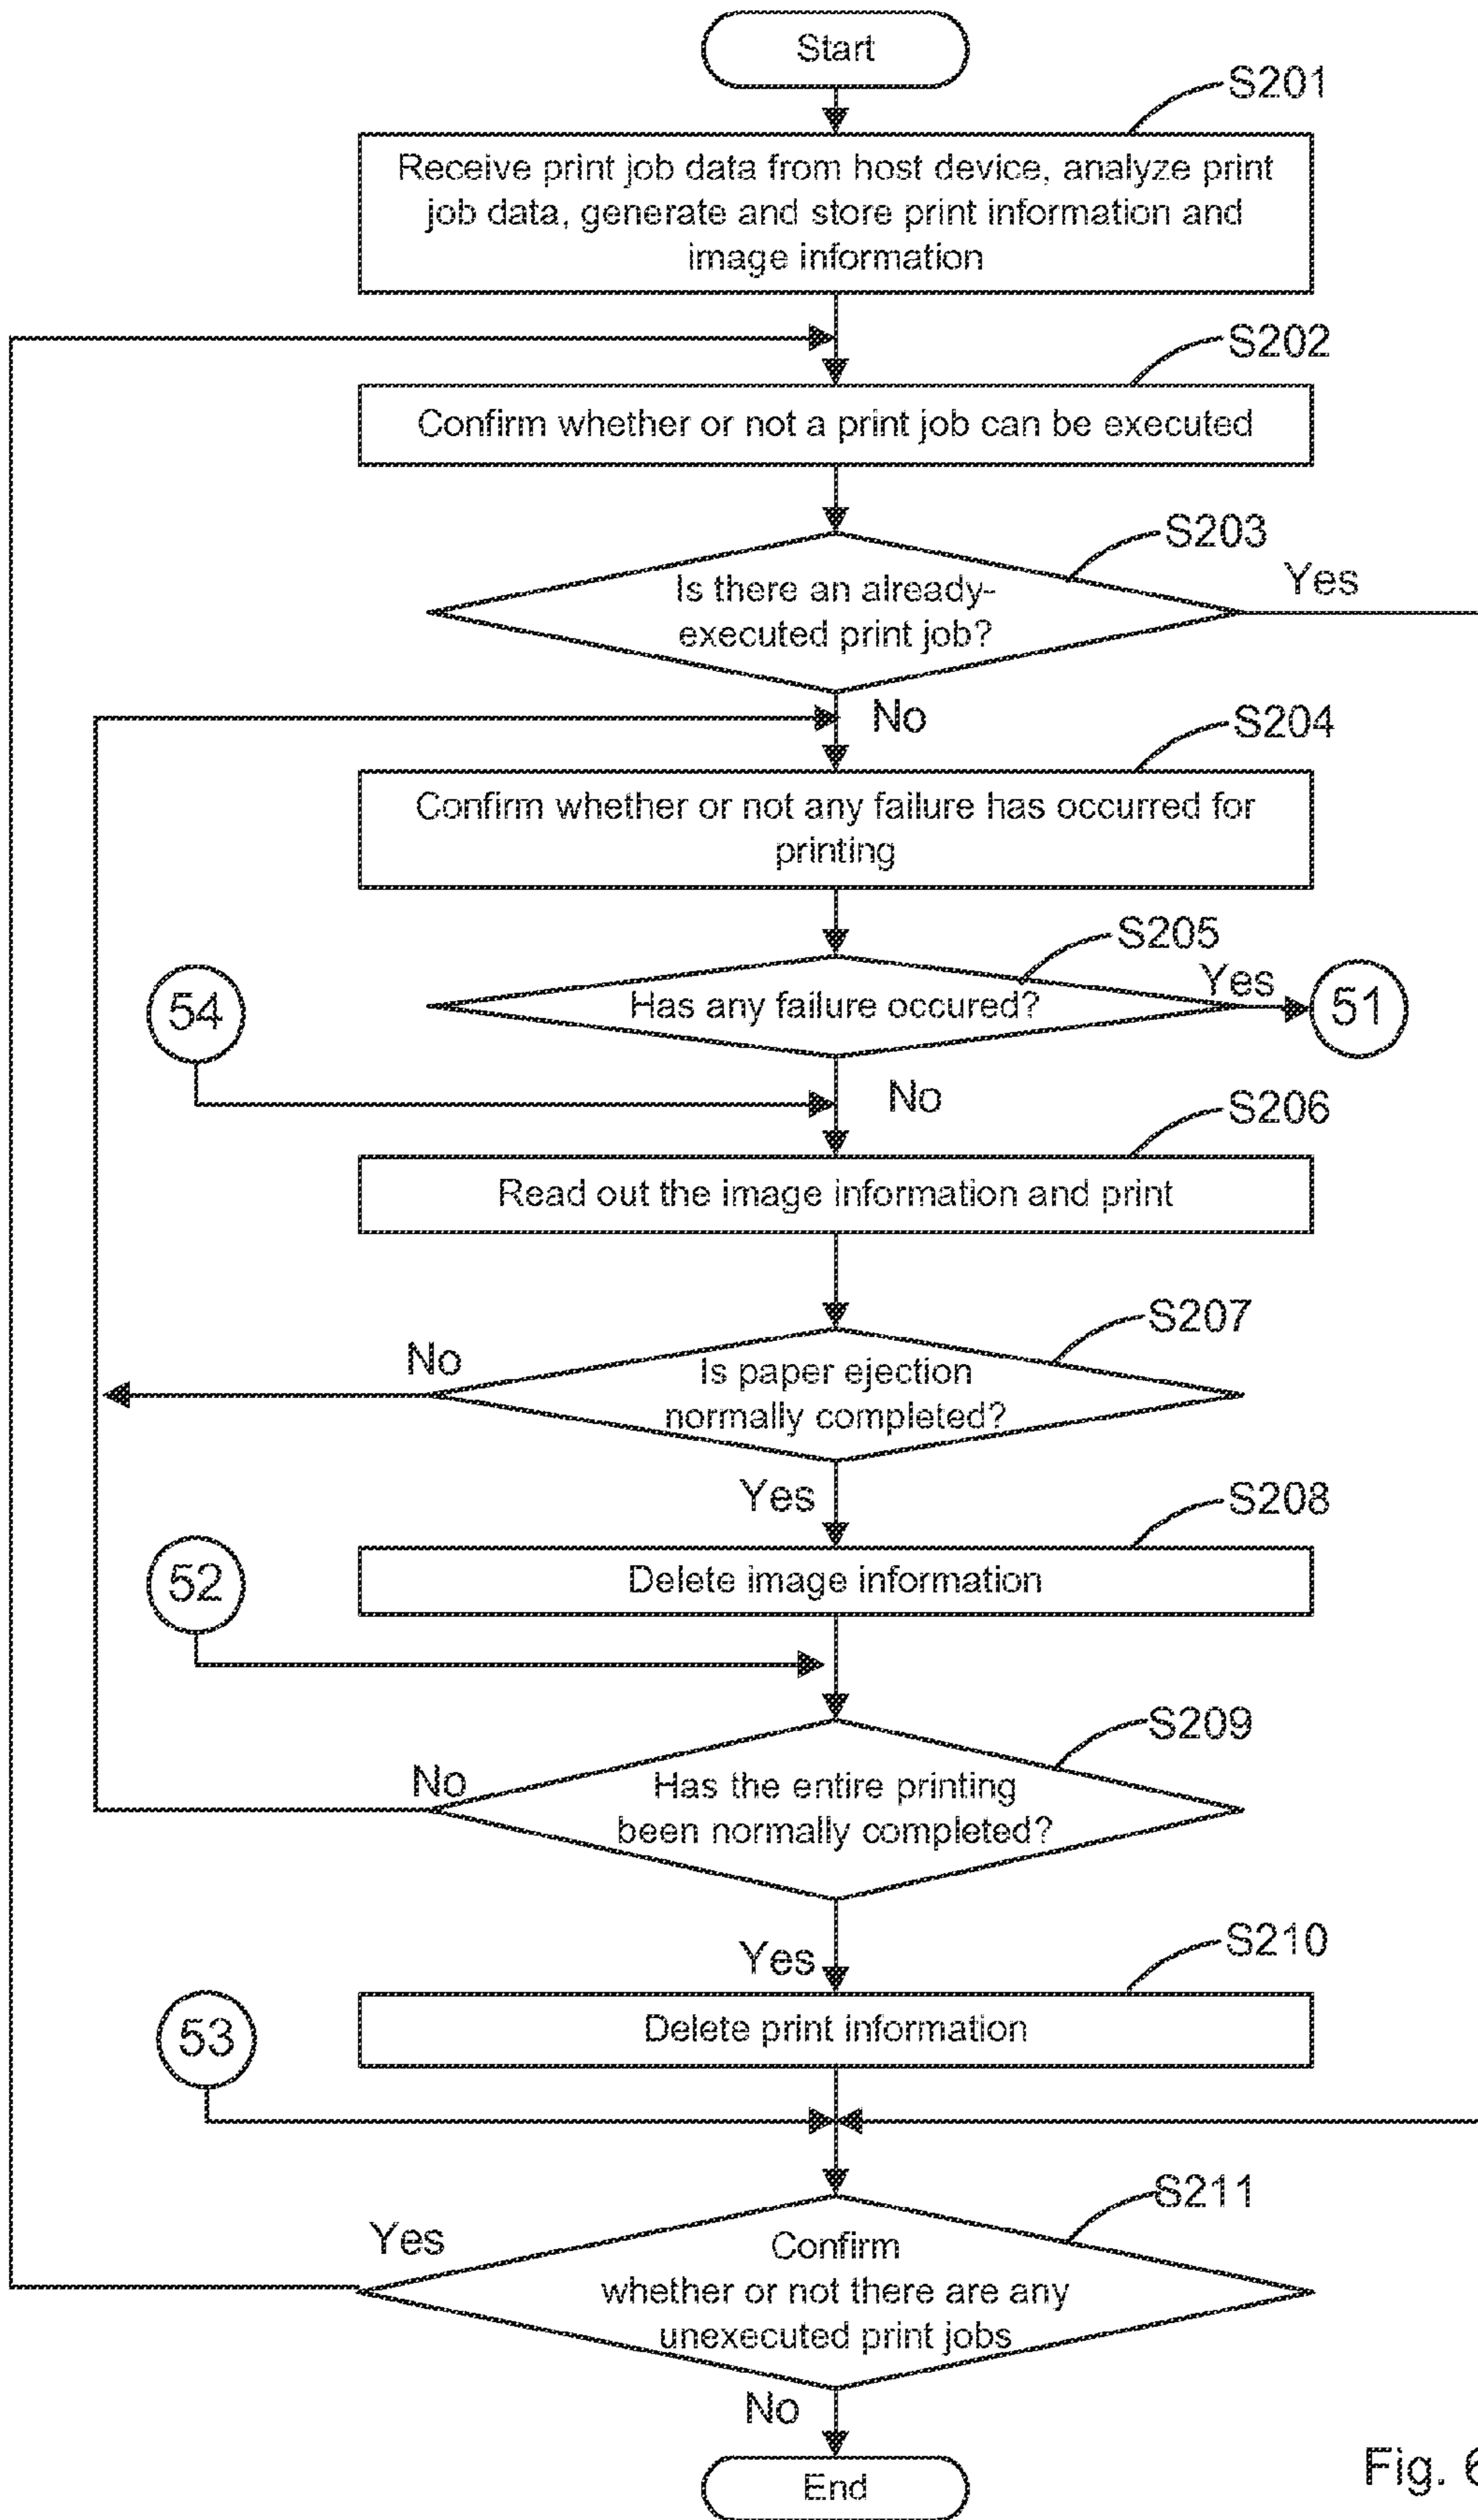 Start
S201
Receive print job data from host device, analyze print
job data, generate and store print information and
image information
S202
Confirm whether or not a print job can be executed
S203
Is there an already-
executed print job?
Yes
No
S204
Confirm whether or not any failure has occurred for
printing
S205
54
Has any failure occured?
Yes
51
No
S206
Read out the image information and print
S207
No
Is paper ejection
normally completed?
Yes
S208
52
Delete image information
S209
No
Has the entire printing
been normally completed?
Yes
S210
53
Delete print information
S211
Yes
Confirm
whether or not there are any
unexecuted print jobs
No
End
Fig. 6